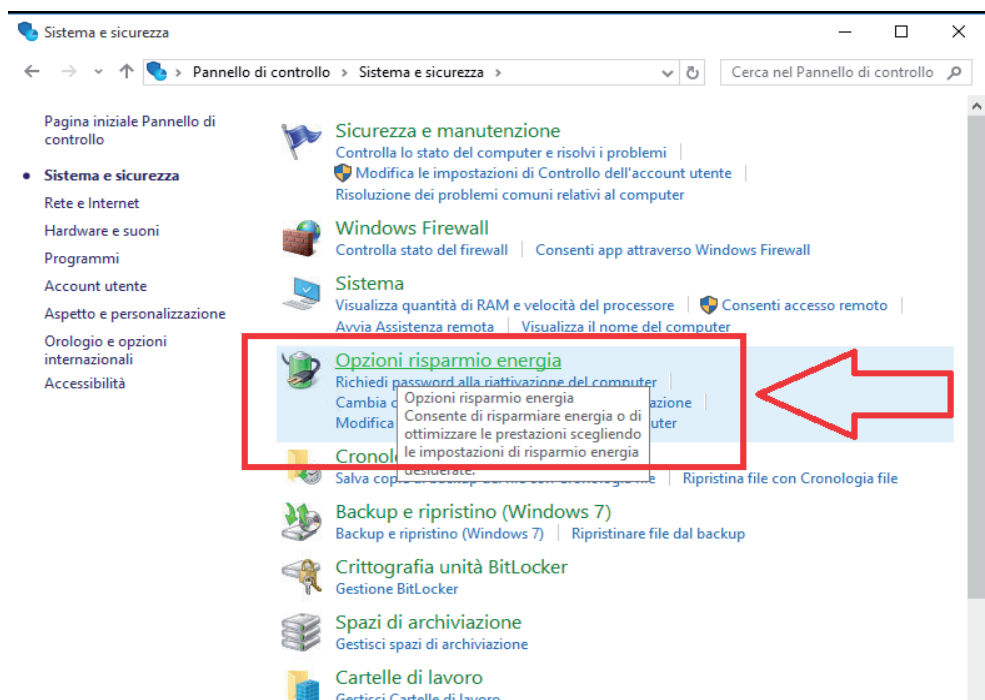 Sistema e sicurezza
Pannello di controllo > Sistema e sicurezza >
Cerca nel Pannello di controllo
Pagina iniziale Pannello di
controllo
Sistema e sicurezza
Rete e Internet
Hardware e suoni
Programmi
Account utente
Aspetto e personalizzazione
Orologio e opzioni
internazionali
Accessibilità
Sicurezza e manutenzione
Controlla lo stato del computer e risolvi i problemi
Modifica le impostazioni di Controllo dell'account utente
Risoluzione dei problemi comuni relativi al computer
Windows Firewall
Controlla stato del firewall Consenti app attraverso Windows Firewall
Sistema
Visualizza quantità di RAM e velocità del processore Consenti accesso remoto
Avvia Assistenza remota Visualizza il nome del computer
Opzioni risparmio energia
Richiedi password alla riattivazione del computer
Cambia
Modifica
Opzioni risparmio energia
Consente di risparmiare energia o di
ottimizzare le prestazioni scegliendo
le impostazioni di risparmio energia
desiderate.
Salva Ripristina file con Cronologia file
Backup e ripristino (Windows 7)
Backup e ripristino (Windows 7) Ripristinare file dal backup
Crittografia unità BitLocker
Gestione BitLocker
Spazi di archiviazione
Gestisci spazi di archiviazione
Cartelle di lavoro
Gestisci Cartelle di lavoro